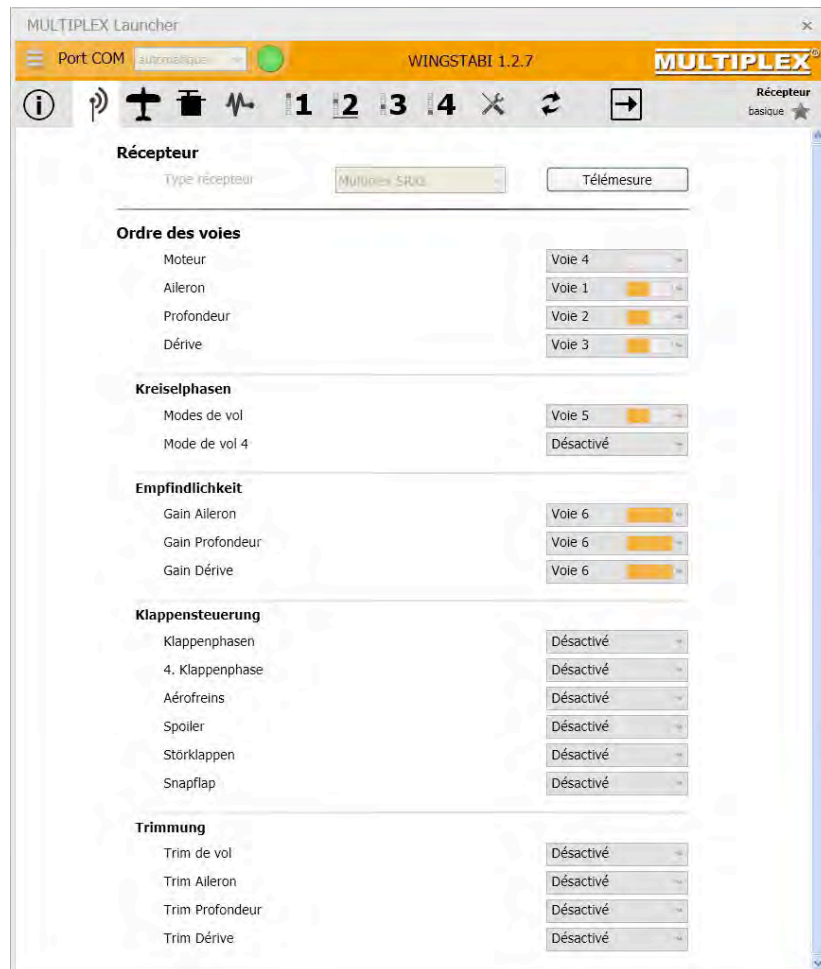 MULTIPLEX Launcher
Port COM automatique WINGSTABI 1.2.7 MULTIPLEX®
1 2 3 4 Récepteur
basique
Récepteur
Type récepteur Multiplex SRXL Télémesure
Ordre des voies
Moteur Voie 4
Aileron Voie 1
Profondeur Voie 2
Dérive Voie 3
Kreiselphasen
Modes de vol Voie 5
Mode de vol 4 Désactivé
Empfindlichkeit
Gain Aileron Voie 6
Gain Profondeur Voie 6
Gain Dérive Voie 6
Klappensteuerung
Klappenphasen Désactivé
4. Klappenphase Désactivé
Aérofreins Désactivé
Spoiler Désactivé
Störklappen Désactivé
Snapflap Désactivé
Trimmung
Trim de vol Désactivé
Trim Aileron Désactivé
Trim Profondeur Désactivé
Trim Dérive Désactivé